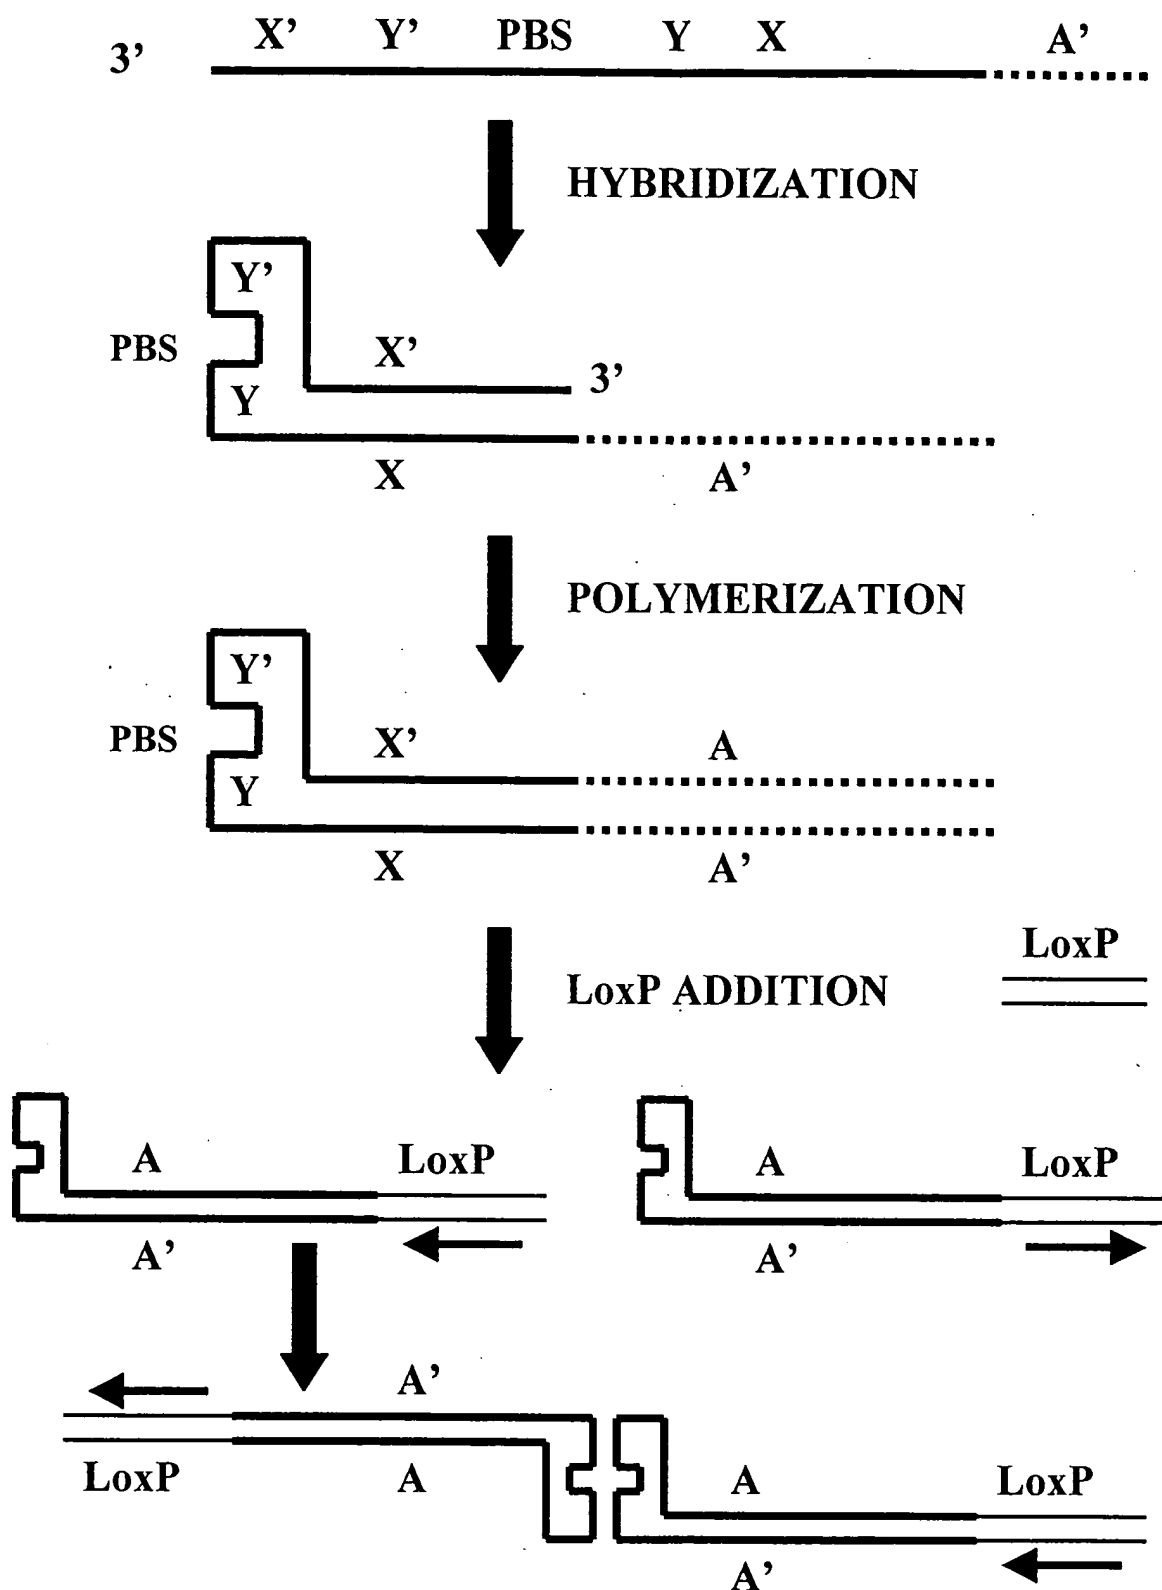 X' Y' PBS Y X A'
3'
HYBRIDIZATION
Y'
PBS
X'
3'
Y
X
A'
POLYMERIZATION
Y'
PBS
X'
A
Y
X
A'
LoxP
LoxP ADDITION
A LoxP A LoxP
A' A'
A'
LoxP A A LoxP
A'